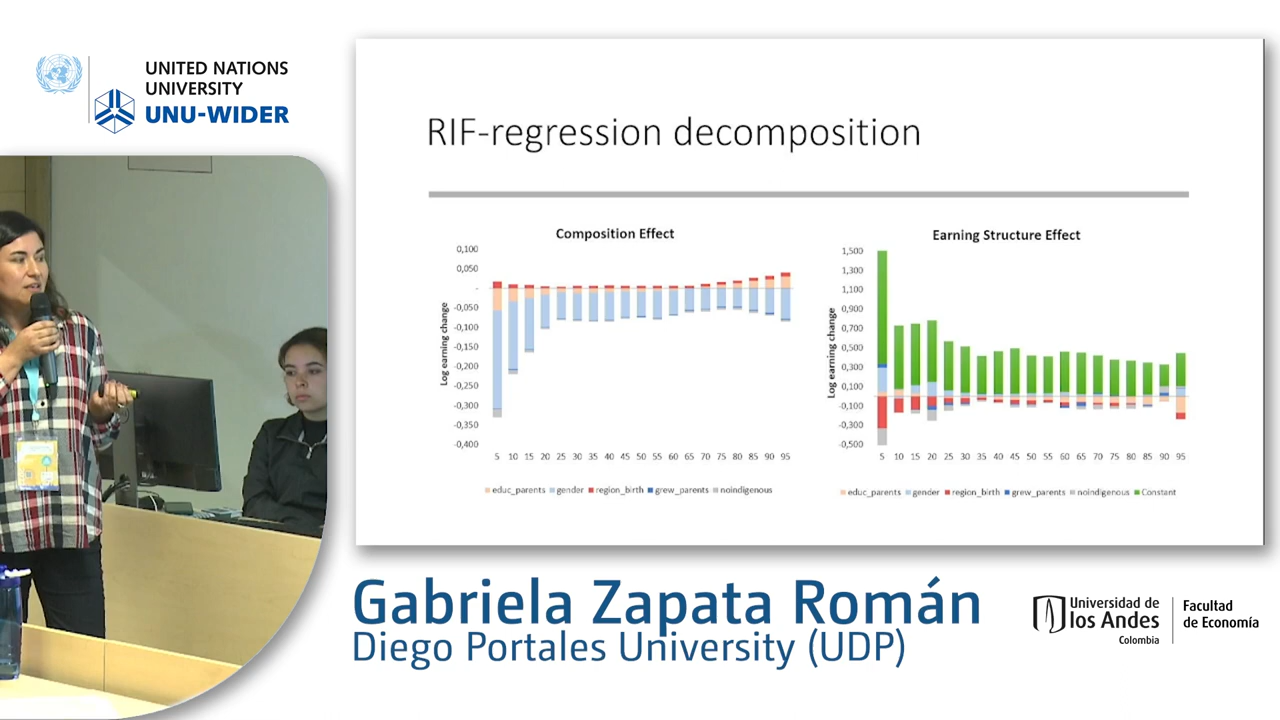 UNITED NATIONS
UNIVERSITY
UNU-WIDER
RIF-regression decomposition
Composition Effect
Log earning change
0,100
0,050
-
-0,050
-0,100
-0,150
-0,200
-0,250
-0,300
-0,350
-0,400
5 10 15 20 25 30 35 40 45 50 55 60 65 70 75 80 85 90 95
educ_parents gender region_birth grew_parents noindigenous
Earning Structure Effect
Log earning change
1,500
1,300
1,100
0,900
0,700
0,500
0,300
0,100
-0,100
-0,300
-0,500
5 10 15 20 25 30 35 40 45 50 55 60 65 70 75 80 85 90 95
educ_parents gender region_birth grew_parents noindigenous Constant
Gabriela Zapata Román
Diego Portales University (UDP)
Universidad de
los Andes
Colombia
Facultad
de Economía